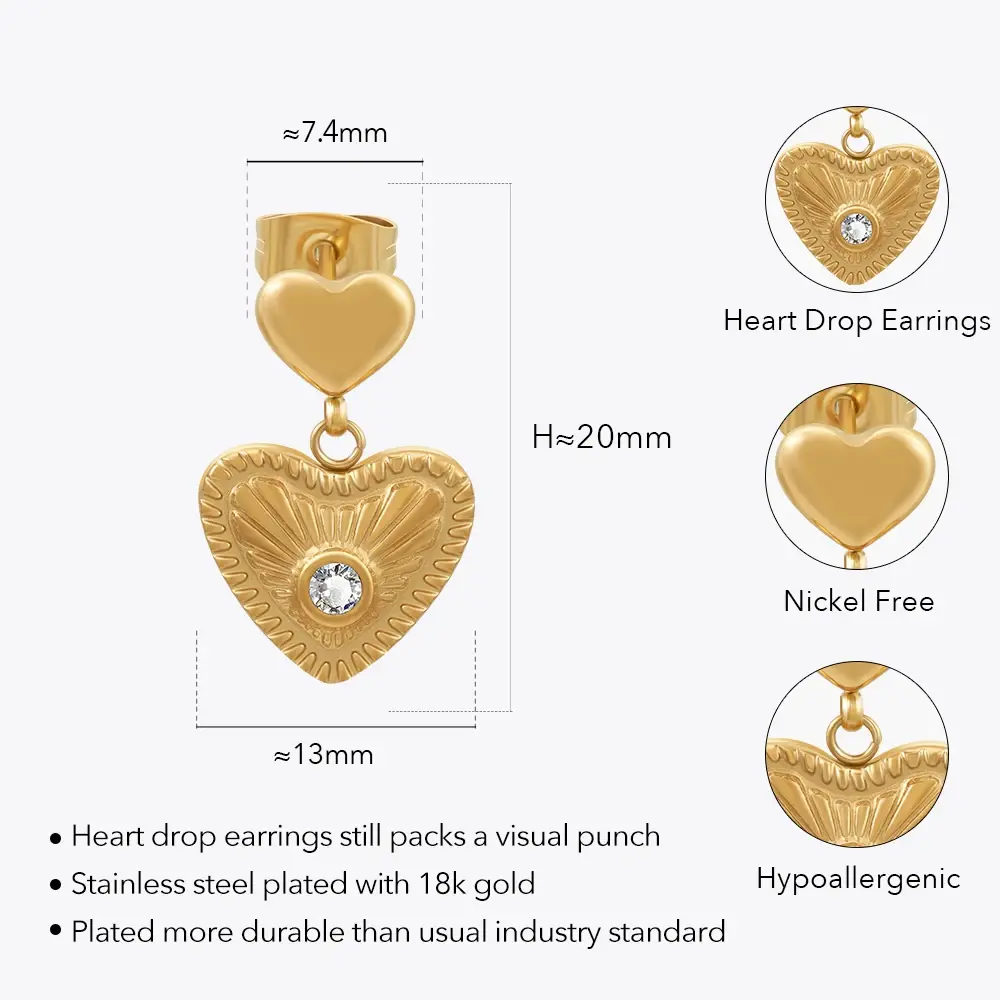 ≈7.4mm
H≈20mm
≈13mm
Heart Drop Earrings
Nickel Free
Hypoallergenic
• Heart drop earrings still packs a visual punch
• Stainless steel plated with 18k gold
• Plated more durable than usual industry standard